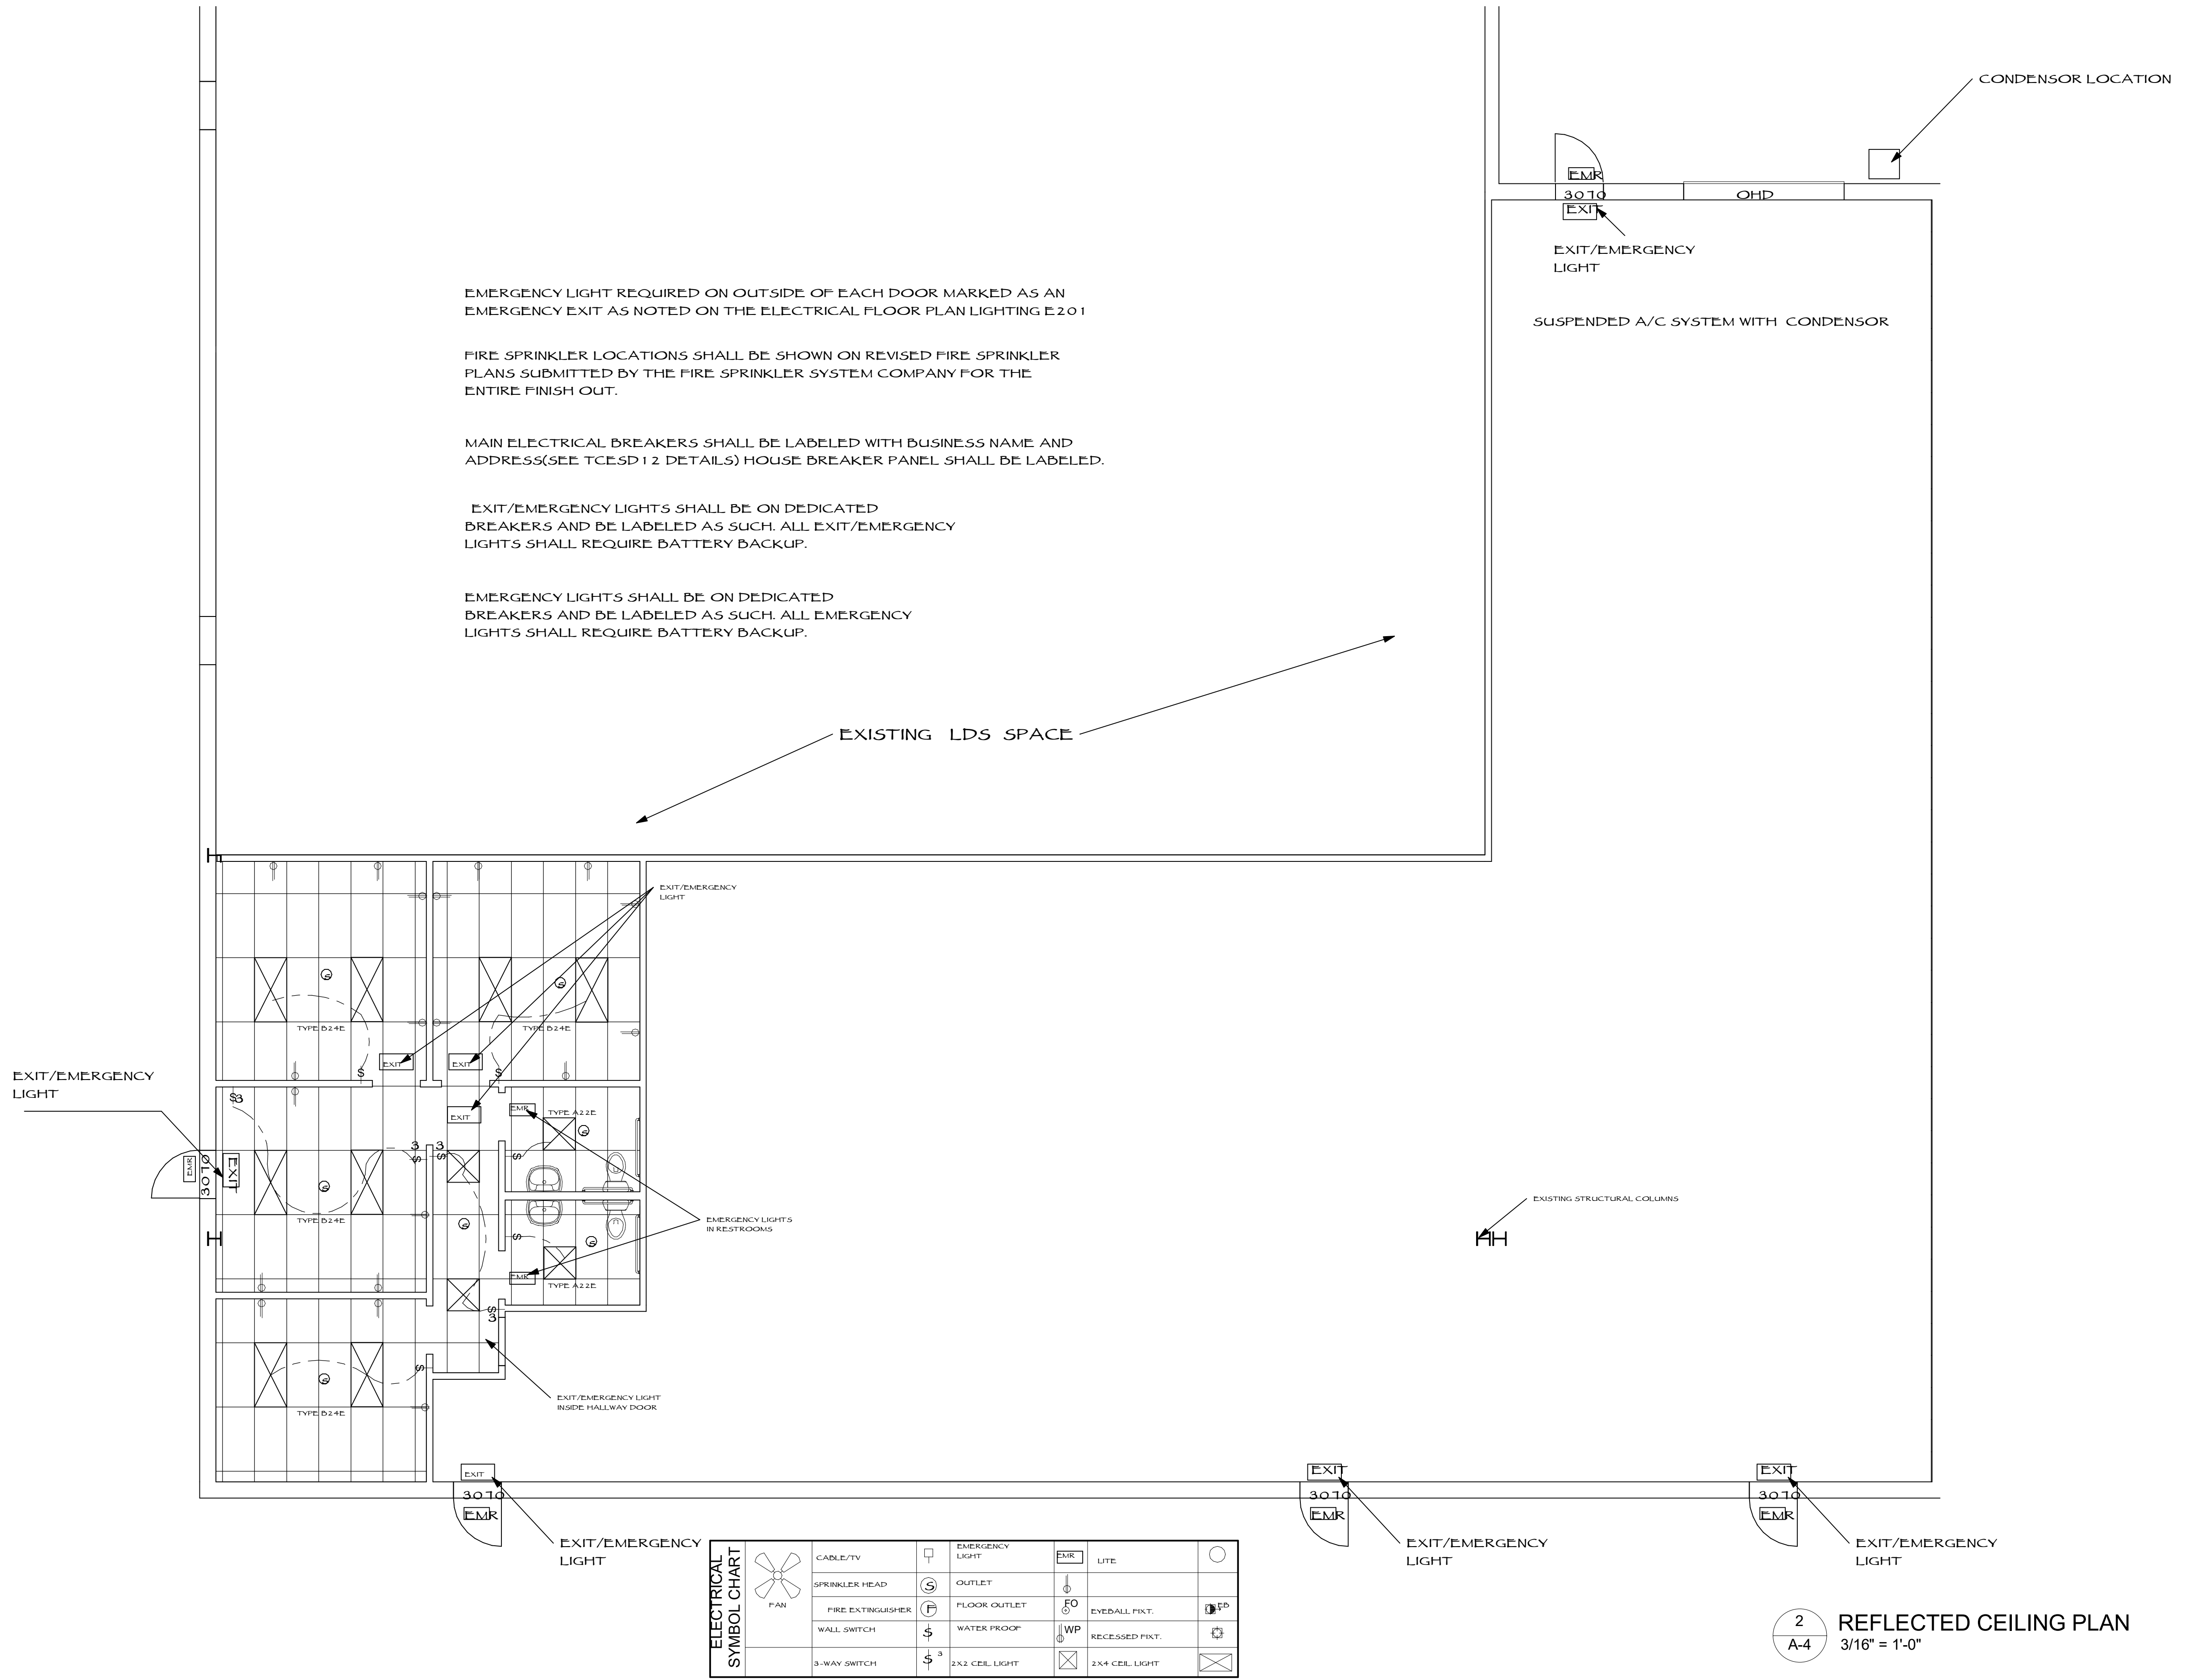 CONDENSOR LOCATION
EMR
3070
OHD
EXIT
EXIT/EMERGENCY
LIGHT
SUSPENDED A/C SYSTEM WITH CONDENSOR
EMERGENCY LIGHT REQUIRED ON OUTSIDE OF EACH DOOR MARKED AS AN
EMERGENCY EXIT AS NOTED ON THE ELECTRICAL FLOOR PLAN LIGHTING E201
FIRE SPRINKLER LOCATIONS SHALL BE SHOWN ON REVISED FIRE SPRINKLER
PLANS SUBMITTED BY THE FIRE SPRINKLER SYSTEM COMPANY FOR THE
ENTIRE FINISH OUT.
MAIN ELECTRICAL BREAKERS SHALL BE LABELED WITH BUSINESS NAME AND
ADDRESS(SEE TCESD12 DETAILS) HOUSE BREAKER PANEL SHALL BE LABELED.
EXIT/EMERGENCY LIGHTS SHALL BE ON DEDICATED
BREAKERS AND BE LABELED AS SUCH. ALL EXIT/EMERGENCY
LIGHTS SHALL REQUIRE BATTERY BACKUP.
EMERGENCY LIGHTS SHALL BE ON DEDICATED
BREAKERS AND BE LABELED AS SUCH. ALL EMERGENCY
LIGHTS SHALL REQUIRE BATTERY BACKUP.
EXISTING LDS SPACE
EXIT/EMERGENCY
LIGHT
S
S
TYPE B24E
TYPE B24E
EXIT
EXIT
S
S
EXIT/EMERGENCY
LIGHT
S3
EXIT
EMR
TYPE A22E
S
3
3
S
S
S
EMR
3070
EXIT
S
TYPE B24E
S
EMERGENCY LIGHTS
IN RESTROOMS
S
S
EMR
TYPE A22E
EXISTING STRUCTURAL COLUMNS
S
3
S
S
TYPE B24E
EXIT/EMERGENCY LIGHT
INSIDE HALLWAY DOOR
EXIT
3070
EMR
EXIT/EMERGENCY
LIGHT
EXIT
3070
EMR
EXIT/EMERGENCY
LIGHT
EXIT
3070
EMR
EXIT/EMERGENCY
LIGHT
ELECTRICAL
SYMBOL CHART
FAN
CABLE/TV
EMERGENCY
LIGHT
EMR
LITE
SPRINKLER HEAD
S
OUTLET
FIRE EXTINGUISHER
F
FLOOR OUTLET
FO
EYEBALL FIXT.
EB
WALL SWITCH
S
WATER PROOF
WP
RECESSED FIXT.
3-WAY SWITCH
S 3
2X2 CEIL. LIGHT
2X4 CEIL. LIGHT
2
A-4
REFLECTED CEILING PLAN
3/16" = 1'-0"